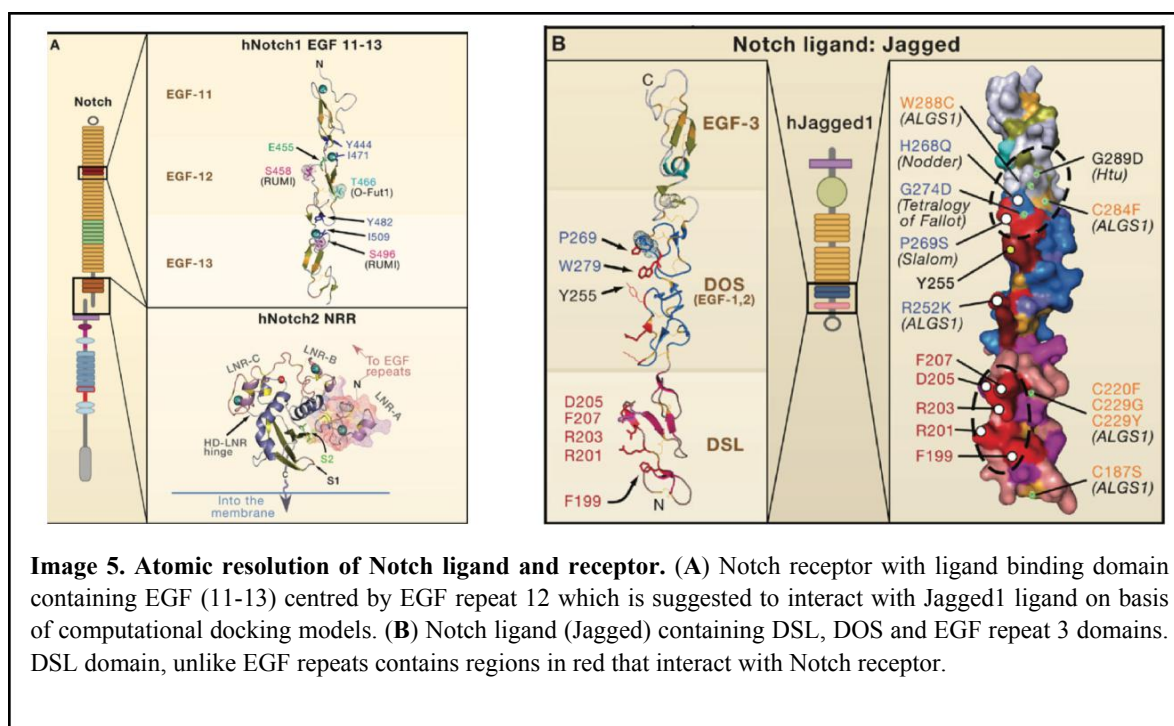 A
hNotch1 EGF 11-13
N
Notch
EGF-11
E455
Y444
I471
EGF-12
S458
(RUMI)
T466
(O-Fut1)
Y482
I509
EGF-13
S496
(RUMI)
hNotch2 NRR
LNR-C
LNR-B
To EGF
repeats
N
LNR-A
HD-LNR
hinge
S2
S1
C
Into the
membrane
B
Notch ligand: Jagged
C
EGF-3
P269
W279
Y255
DOS
(EGF-1,2)
D205
F207
R203
R201
DSL
F199
N
hJagged1
W288C
(ALGS1)
H268Q
(Nodder)
G289D
(Htu)
G274D
(Tetralogy
of Fallot)
C284F
(ALGS1)
P269S
(Slalom)
Y255
R252K
(ALGS1)
F207
D205
R203
R201
F199
C220F
C229G
C229Y
(ALGS1)
C187S
(ALGS1)
Image 5. Atomic resolution of Notch ligand and receptor. (A) Notch receptor with ligand binding domain
containing EGF (11-13) centred by EGF repeat 12 which is suggested to interact with Jagged1 ligand on basis
of computational docking models. (B) Notch ligand (Jagged) containing DSL, DOS and EGF repeat 3 domains.
DSL domain, unlike EGF repeats contains regions in red that interact with Notch receptor.